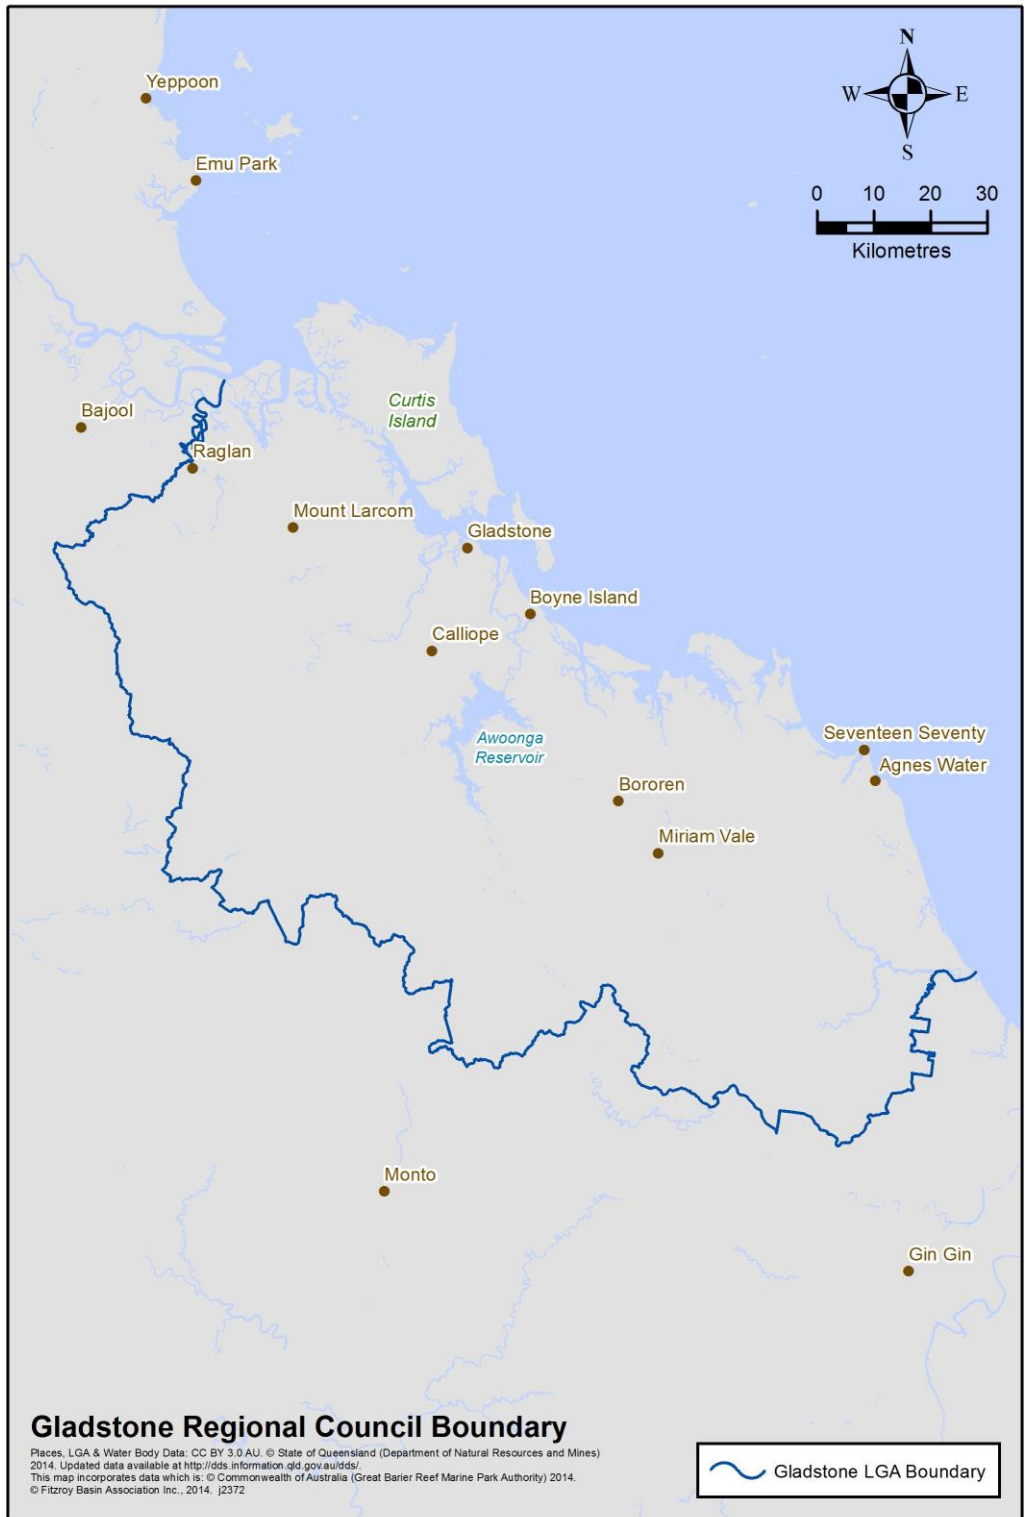 N
Yeppoon
W E
S
Emu Park
0 10 20 30
Kilometres
Curtis
Island
Bajool
Raglan
Mount Larcom
Gladstone
Boyne Island
Calliope
Seventeen Seventy
Awoonga
Reservoir
Agnes Water
Bororen
Miriam Vale
Monto
Gin Gin
Gladstone Regional Council Boundary
Places, LGA & Water Body Data: CC BY 3.0 AU. © State of Queensland (Department of Natural Resources and Mines)
2014. Updated data available at http://dds.information.qld.gov.au/dds/.
This map incorporates data which is: © Commonwealth of Australia (Great Barier Reef Marine Park Authority) 2014.
© Fitzroy Basin Association Inc., 2014. j2372
Gladstone LGA Boundary